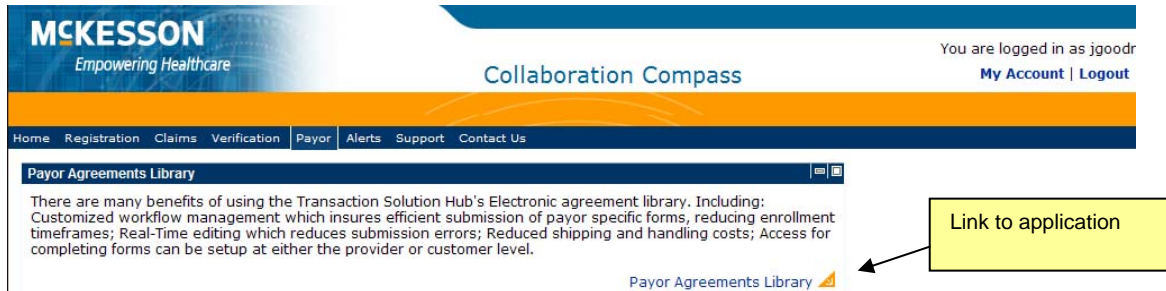 MCKESSON
Empowering Healthcare
Collaboration Compass
You are logged in as jgoodr
My Account | Logout
Home Registration Claims Verification Payor Alerts Support Contact Us
Payor Agreements Library
There are many benefits of using the Transaction Solution Hub's Electronic agreement library. Including:
Customized workflow management which insures efficient submission of payor specific forms, reducing enrollment
timeframes; Real-Time editing which reduces submission errors; Reduced shipping and handling costs; Access for
completing forms can be setup at either the provider or customer level.
Payor Agreements Library
Link to application